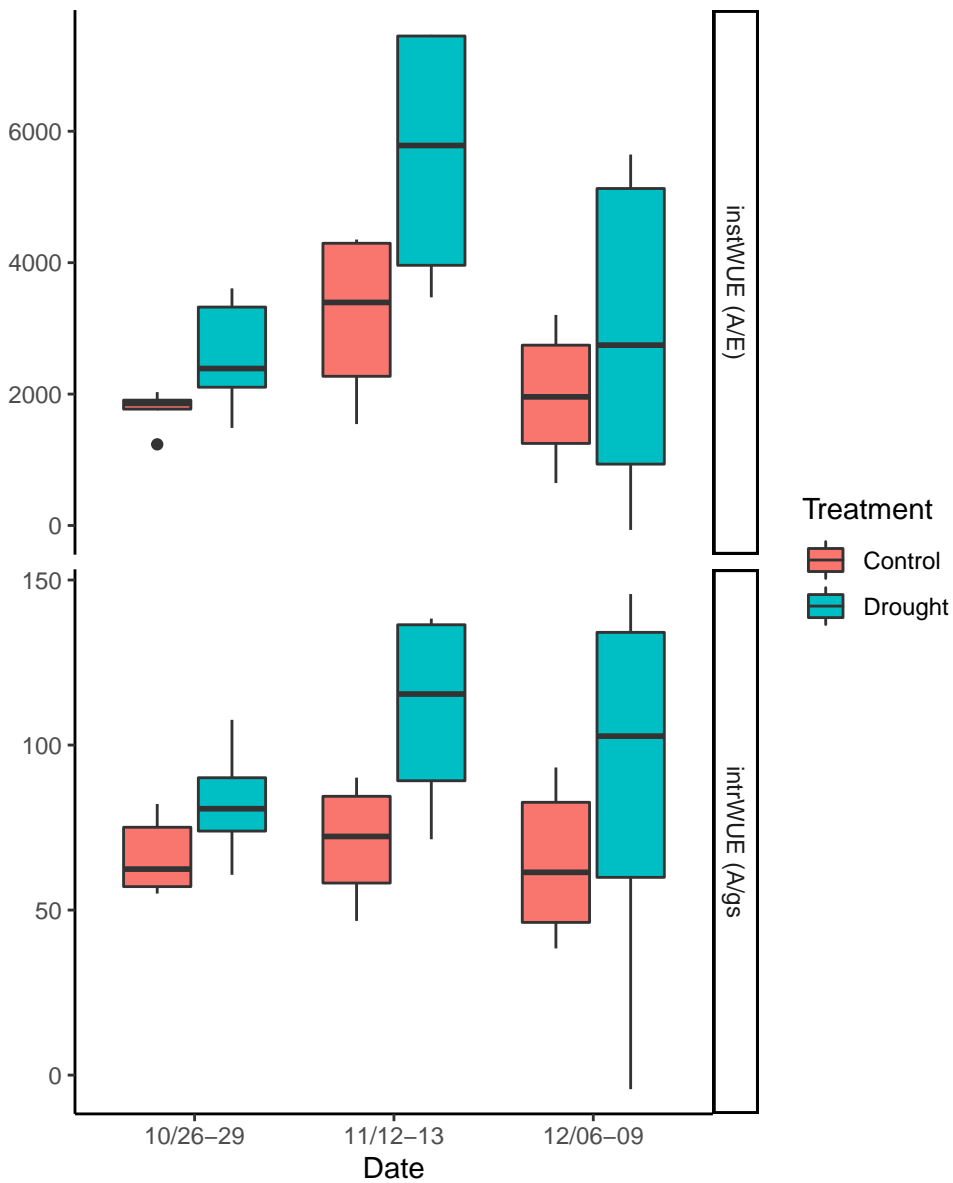 6000
4000
2000
0
instWUE (A/E)
150
100
50
0
intrWUE (A/gs
10/26–29
11/12–13
12/06–09
Date
Treatment
Control
Drought